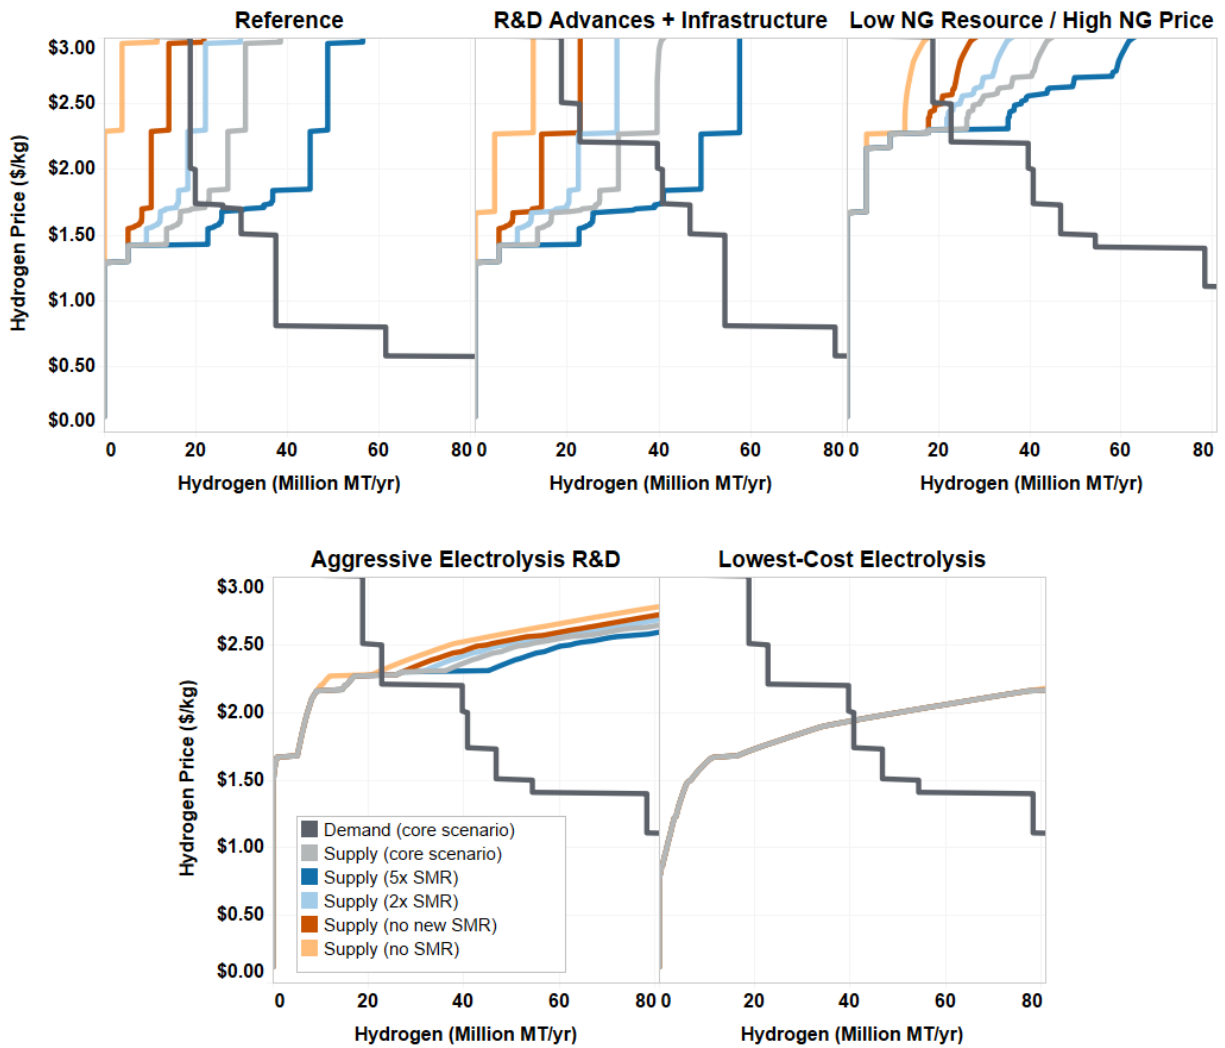 Reference
R&D Advances + Infrastructure
Low NG Resource / High NG Price
Hydrogen Price ($/kg)
$3.00
$2.50
$2.00
$1.50
$1.00
$0.50
$0.00
0 20 40 60 80 0 20 40 60 80 0 20 40 60 80
Hydrogen (Million MT/yr)
Hydrogen (Million MT/yr)
Hydrogen (Million MT/yr)
Aggressive Electrolysis R&D
Lowest-Cost Electrolysis
Hydrogen Price ($/kg)
$3.00
$2.50
$2.00
$1.50
$1.00
$0.50
$0.00
Demand (core scenario)
Supply (core scenario)
Supply (5x SMR)
Supply (2x SMR)
Supply (no new SMR)
Supply (no SMR)
0 20 40 60 80 0 20 40 60 80
Hydrogen (Million MT/yr)
Hydrogen (Million MT/yr)